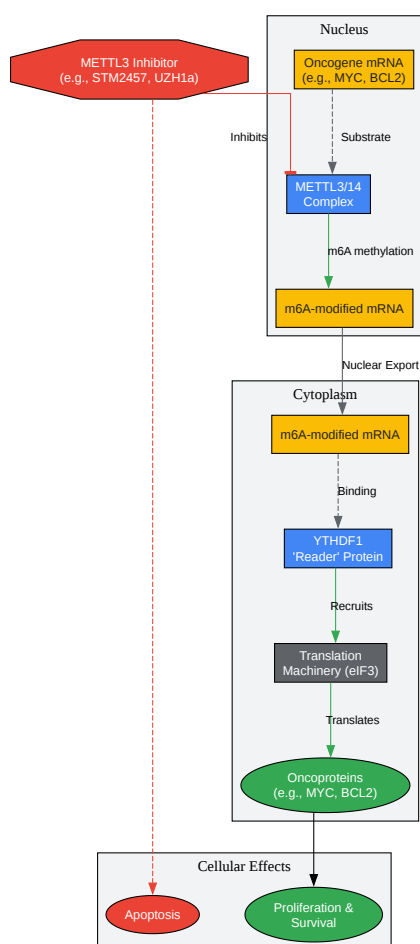 Nucleus
METTL3 Inhibitor
(e.g., STM2457, UZH1a)
Oncogene mRNA
(e.g., MYC, BCL2)
Inhibits
Substrate
METTL3/14
Complex
m6A methylation
m6A-modified mRNA
Nuclear Export
Cytoplasm
m6A-modified mRNA
Binding
YTHDF1
'Reader' Protein
Recruits
Translation
Machinery (eIF3)
Translates
Oncoproteins
(e.g., MYC, BCL2)
Cellular Effects
Apoptosis
Proliferation &
Survival